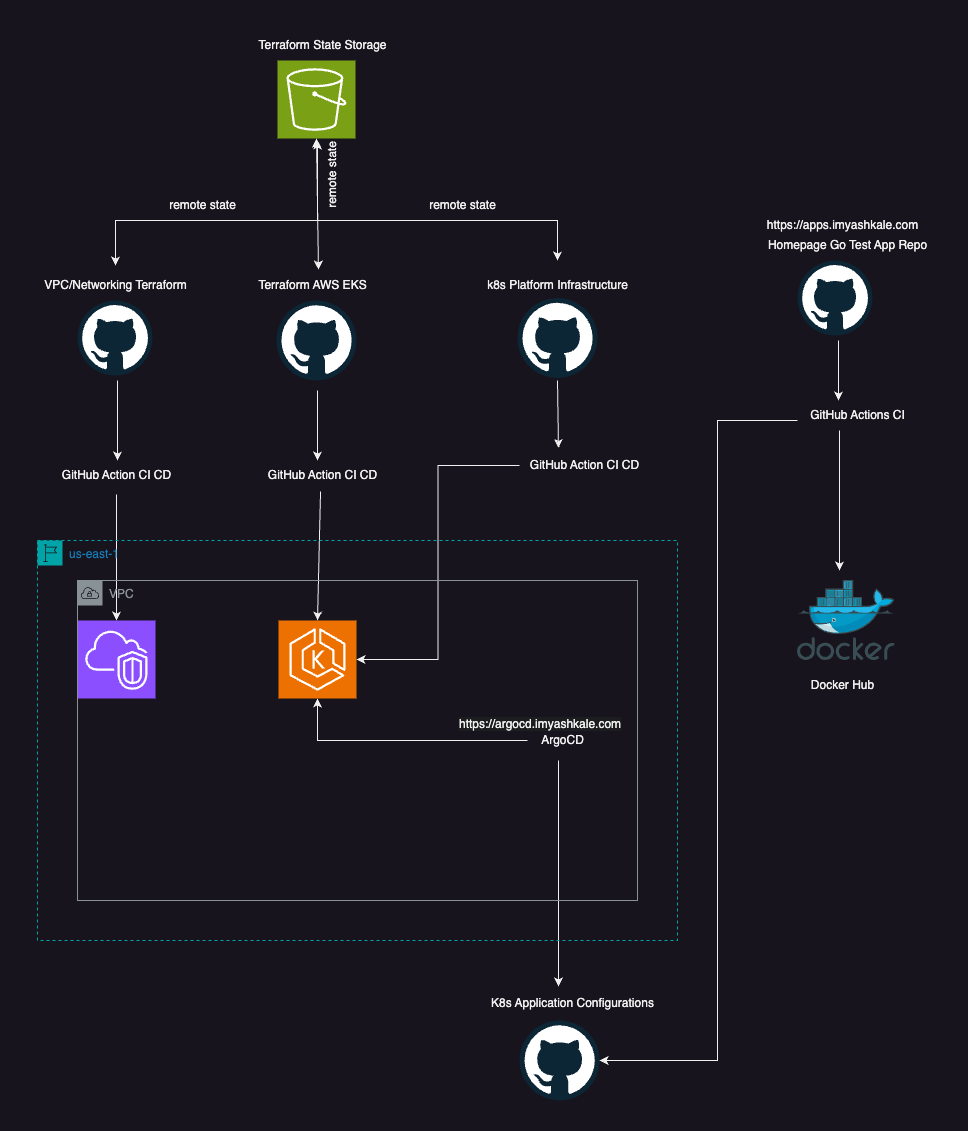 Terraform State Storage
remote state
remote state
remote state
https://apps.imyashkale.com
Homepage Go Test App Repo
VPC/Networking Terraform
Terraform AWS EKS
k8s Platform Infrastructure
GitHub Actions CI
GitHub Action CI CD
GitHub Action CI CD
GitHub Action CI CD
us-east-1
VPC
K
docker
Docker Hub
https://argocd.imyashkale.com
ArgoCD
K8s Application Configurations